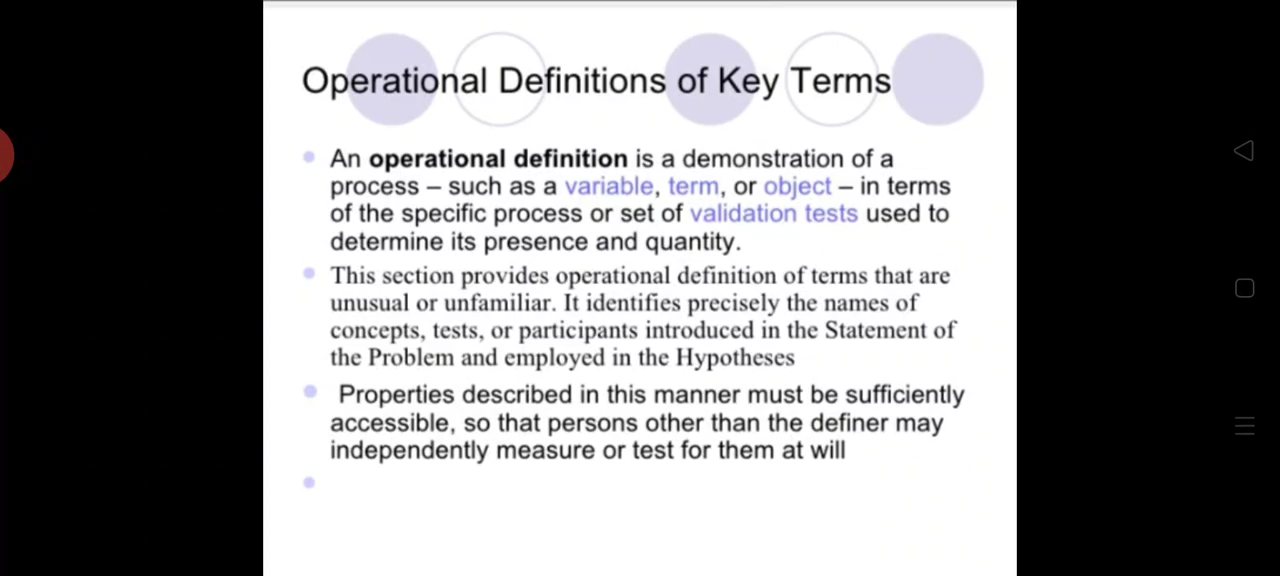 Operational Definitions of Key Terms
An operational definition is a demonstration of a
process – such as a variable, term, or object – in terms
of the specific process or set of validation tests used to
determine its presence and quantity.
This section provides operational definition of terms that are
unusual or unfamiliar. It identifies precisely the names of
concepts, tests, or participants introduced in the Statement of
the Problem and employed in the Hypotheses
Properties described in this manner must be sufficiently
accessible, so that persons other than the definer may
independently measure or test for them at will